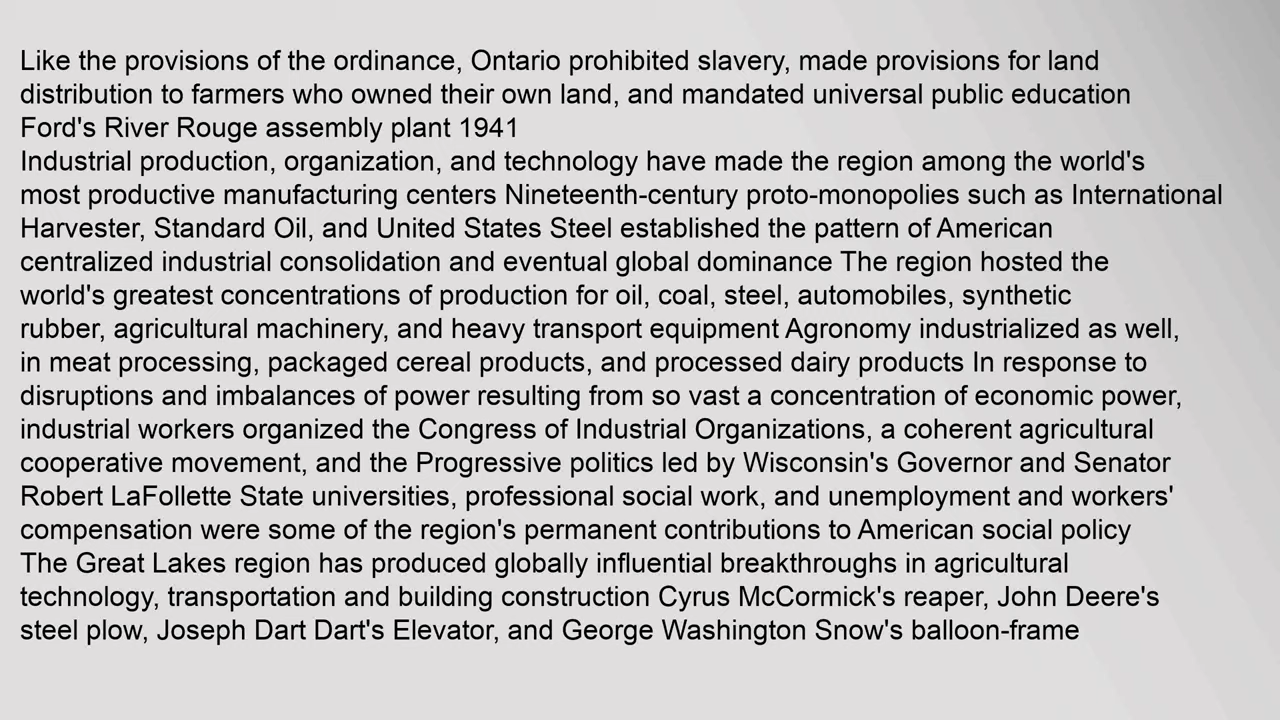 Like the provisions of the ordinance, Ontario prohibited slavery, made provisions for land
distribution to farmers who owned their own land, and mandated universal public education
Ford's River Rouge assembly plant 1941
Industrial production, organization, and technology have made the region among the world's
most productive manufacturing centers Nineteenth-century proto-monopolies such as International
Harvester, Standard Oil, and United States Steel established the pattern of American
centralized industrial consolidation and eventual global dominance The region hosted the
world's greatest concentrations of production for oil, coal, steel, automobiles, synthetic
rubber, agricultural machinery, and heavy transport equipment Agronomy industrialized as well,
in meat processing, packaged cereal products, and processed dairy products In response to
disruptions and imbalances of power resulting from so vast a concentration of economic power,
industrial workers organized the Congress of Industrial Organizations, a coherent agricultural
cooperative movement, and the Progressive politics led by Wisconsin's Governor and Senator
Robert LaFollette State universities, professional social work, and unemployment and workers'
compensation were some of the region's permanent contributions to American social policy
The Great Lakes region has produced globally influential breakthroughs in agricultural
technology, transportation and building construction Cyrus McCormick's reaper, John Deere's
steel plow, Joseph Dart Dart's Elevator, and George Washington Snow's balloon-frame